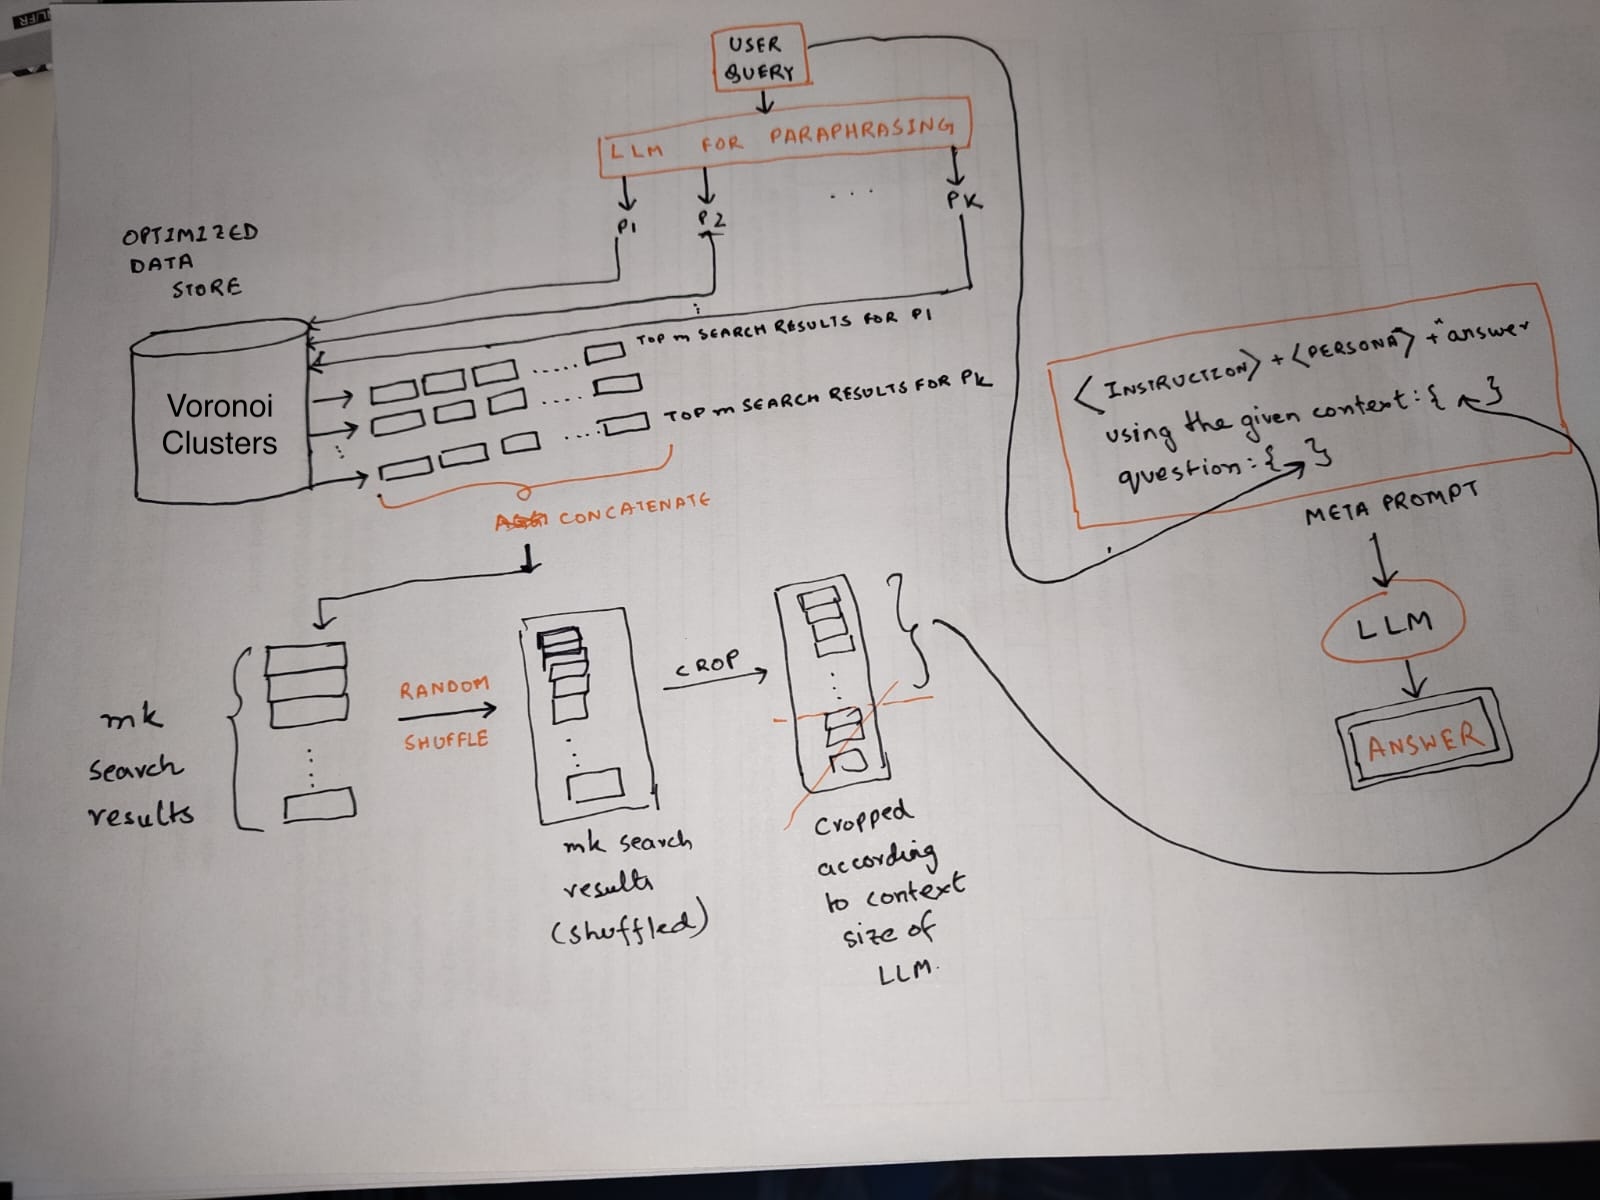 USER
QUERY
LLM FOR PARAPHRASING
P1
P2
...
PK
OPTIMIZED
DATA
STORE
Voronoi
Clusters
TOP m SEARCH RESULTS FOR P1
TOP m SEARCH RESULTS FOR PK
CONCATENATE
<INSTRUCTION> + <PERSONA> + "answer
using the given context: { }
question: { }
META PROMPT
LLM
ANSWER
mk
search
results
RANDOM
SHUFFLE
mk search
results
(shuffled)
CROP
Cropped
according
to context
size of
LLM.